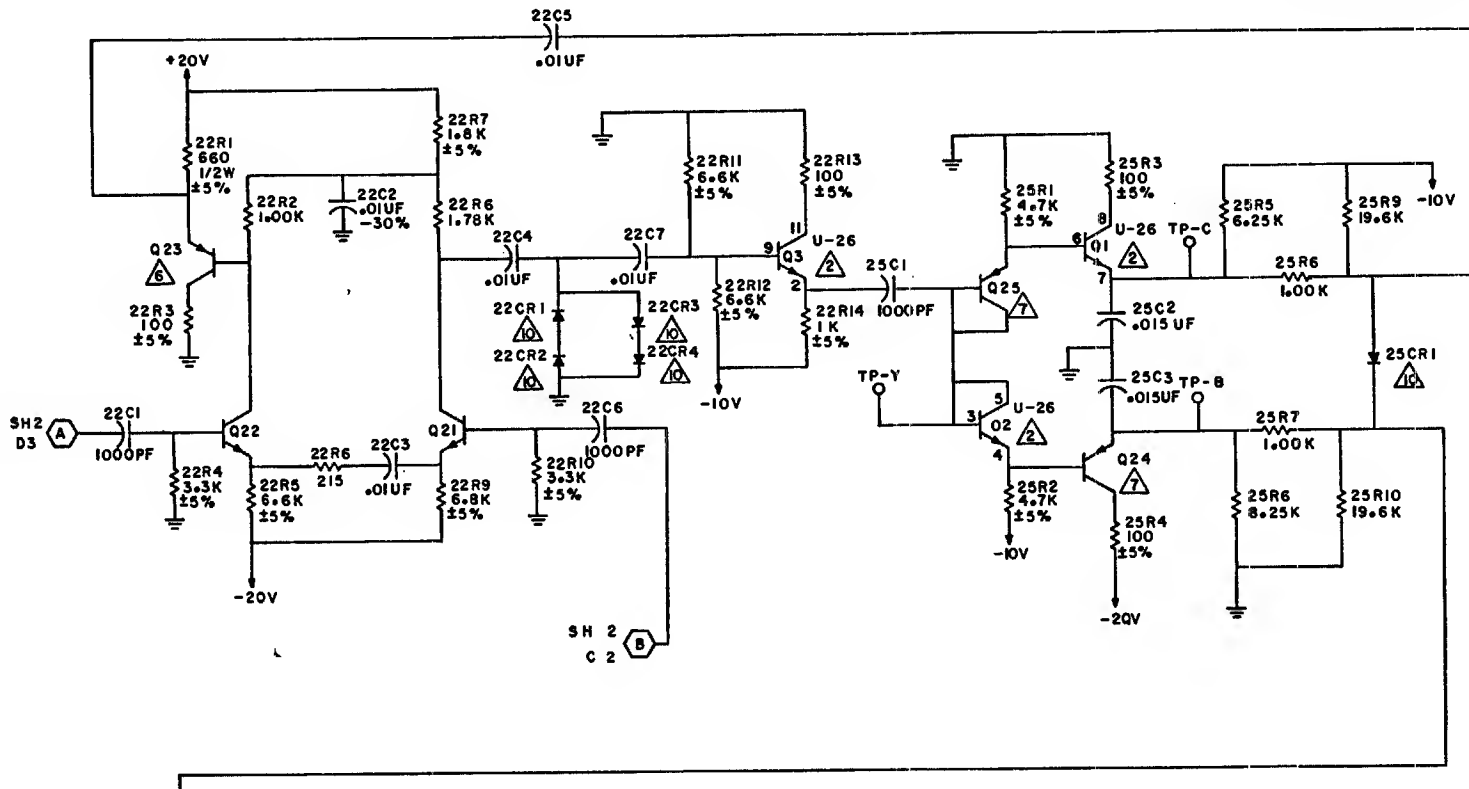 22C5
.01UF
+20V
22R7
1.8K
±5%
22R1
660
1/2W
±5%
22R2
1.00K
22C2
.01UF
-30%
22R6
1.78K
22R11
6.6K
±5%
22R13
100
±5%
25R1
4.7K
±5%
25R3
100
±5%
25R5
6.25K
25R9
19.6K
-10V
Q23
6
22R3
100
±5%
22C4
.01UF
22C7
.01UF
11
9
Q3
2
U-26
2
22R12
6.6K
±5%
22R14
1K
±5%
25C1
1000PF
8
6
Q1
7
U-26
2
TP-C
25R6
1.00K
Q25
7
22CR1
10
22CR3
10
22CR2
10
22CR4
10
-10V
25C2
.015UF
25CR1
10
TP-Y
25C3
.015UF
TP-B
5
3
O2
4
U-26
2
25R7
1.00K
SH2
D3
A
22C1
1000PF
Q22
Q21
22C6
1000PF
22R4
3.3K
±5%
22R6
215
22C3
.01UF
22R5
6.6K
±5%
22R9
6.8K
±5%
22R10
3.3K
±5%
25R2
4.7K
±5%
Q24
7
25R6
8.25K
25R10
19.6K
25R4
100
±5%
-10V
-20V
-20V
SH 2
C 2
B